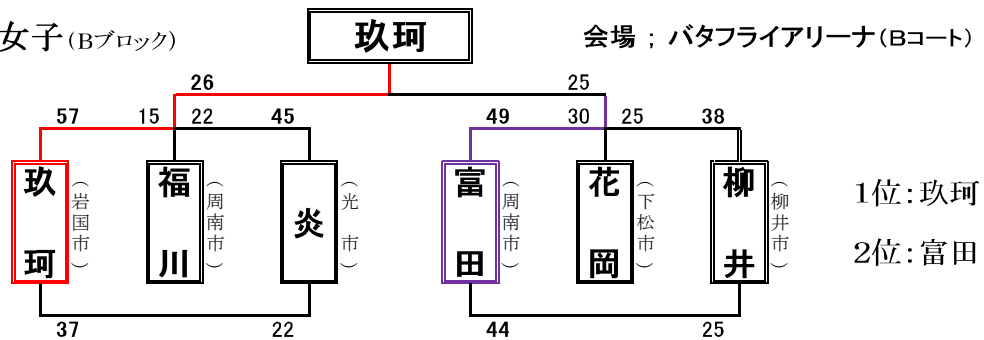 女子(Bブロック)
玖珂
会場 ; バタフライアリーナ(Bコート)
26 25
57 15 22 45 49 30 25 38
玖珂
(岩国市)
福川
(周南市)
炎
(光 市)
富田
(周南市)
花岡
(下松市)
柳井
(柳井市)
1位:玖珂
2位:富田
37 22 44 25